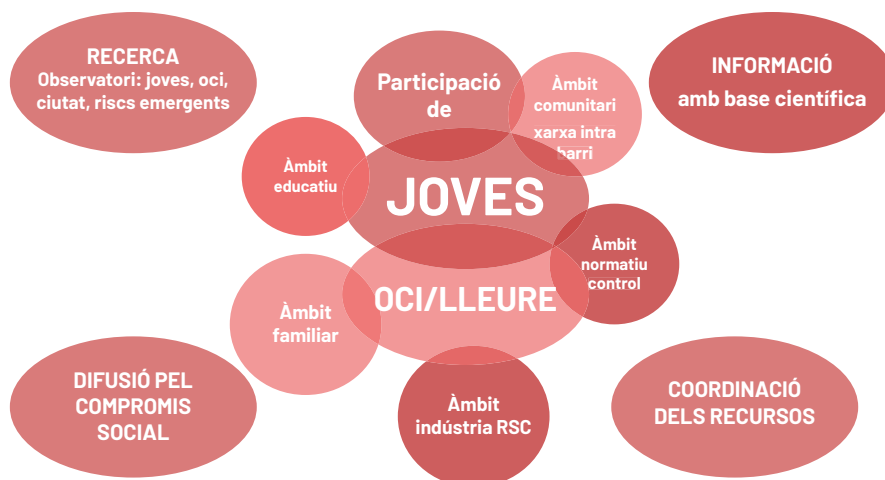 RECERCA
Observatori: joves, oci,
ciutat, riscs emergents
Participació
de
Àmbit
comunitari
xarxa intra
barri
INFORMACIÓ
amb base científica
Àmbit
educatiu
JOVES
Àmbit
normatiu
control
OCI/LLEURE
Àmbit
familiar
DIFUSIÓ PEL
COMPROMIS
SOCIAL
Àmbit
indústria RSC
COORDINACIÓ
DELS RECURSOS